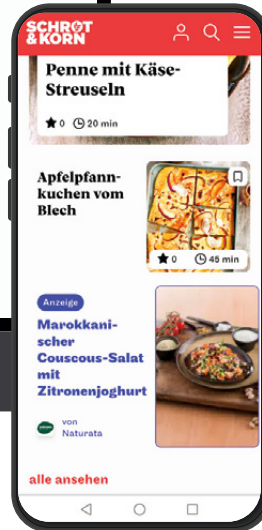 SCHROT
&KORN
Penne mit Käse-
Streuseln
0 20 min
Apfelpfann-
kuchen vom
Blech
0 45 min
Anzeige
Marokkani-
scher
Couscous-Salat
mit
Zitronenjoghurt
von
Naturata
alle ansehen